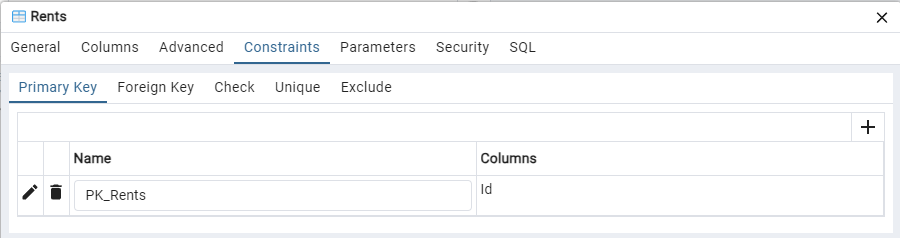 Rents
General Columns Advanced Constraints Parameters Security SQL
Primary Key Foreign Key Check Unique Exclude
Name Columns
PK_Rents Id